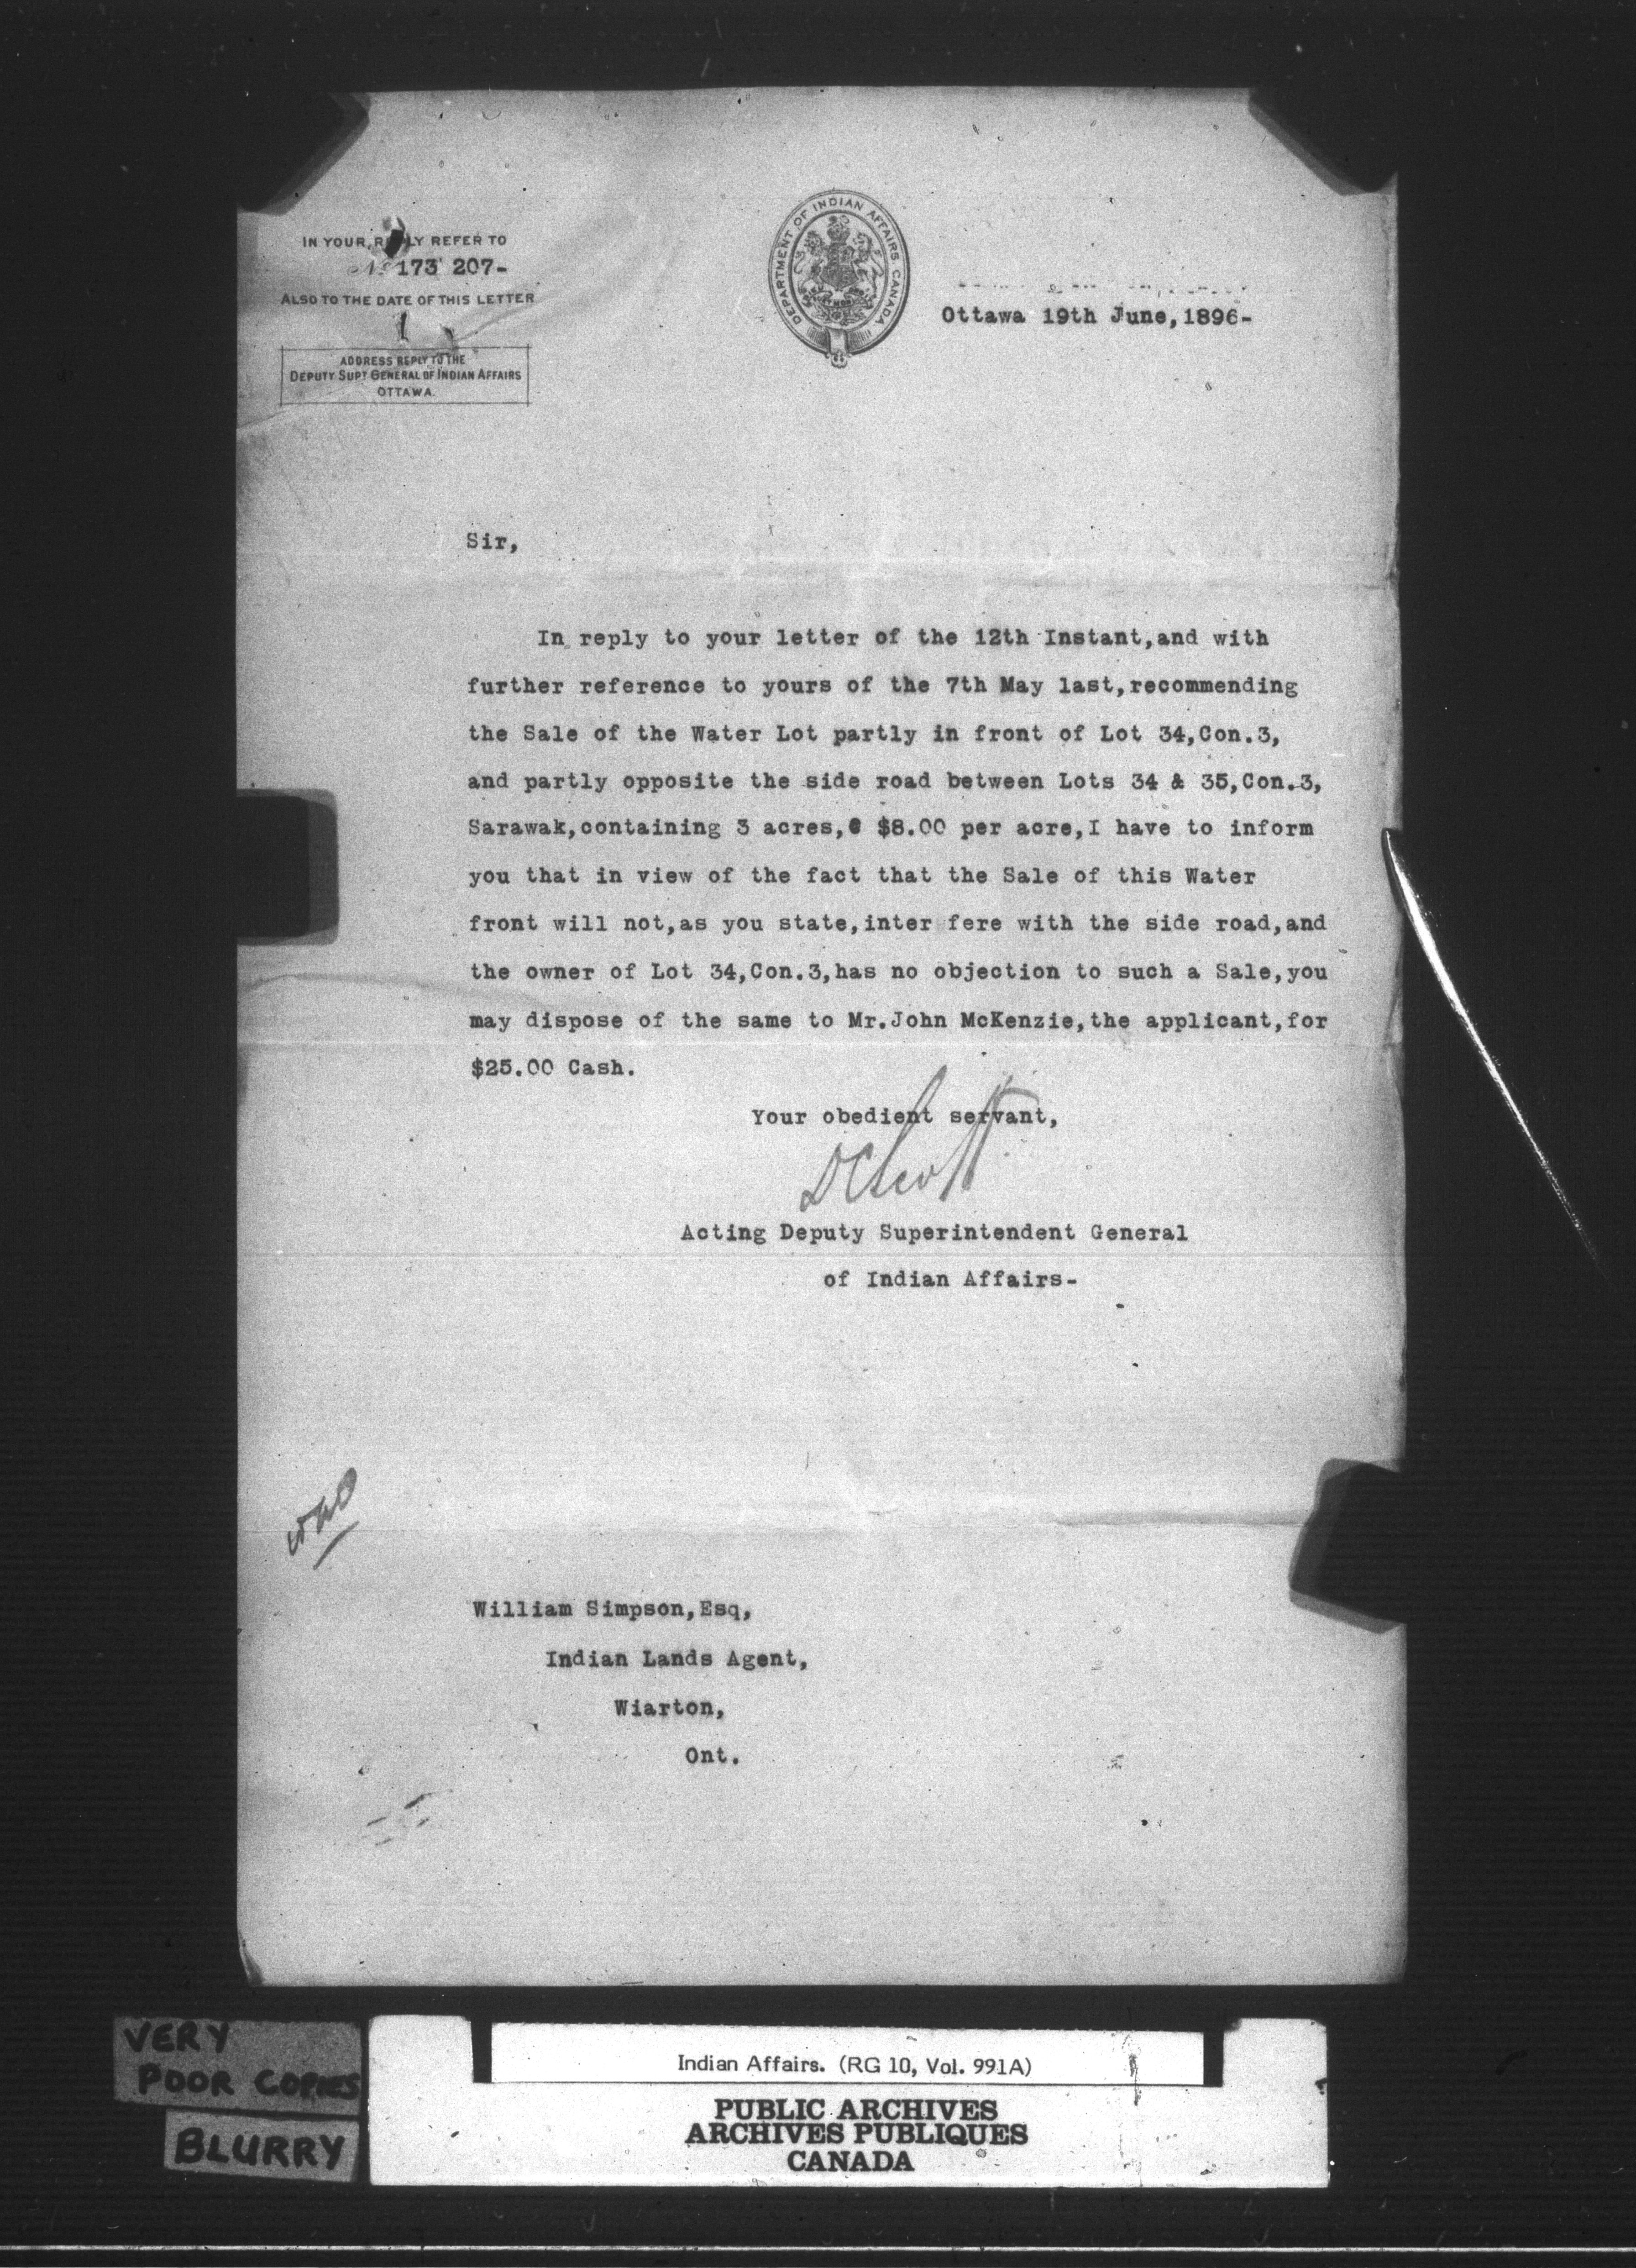 IN YOUR REPLY REFER TO
No 173 207-
ALSO TO THE DATE OF THIS LETTER
ADDRESS REPLY TO THE
DEPUTY SUPT GENERAL OF INDIAN AFFAIRS
OTTAWA.
DEPARTMENT OF INDIAN AFFAIRS CANADA
Ottawa 19th June,1896-
Sir,
In reply to your letter of the 12th Instant,and with
further reference to yours of the 7th May last,recommending
the Sale of the Water Lot partly in front of Lot 34,Con.3,
and partly opposite the side road between Lots 34 & 35,Con.3,
Sarawak,containing 3 acres,@ $8.00 per acre,I have to inform
you that in view of the fact that the Sale of this Water
front will not,as you state,inter fere with the side road,and
the owner of Lot 34,Con.3,has no objection to such a Sale,you
may dispose of the same to Mr.John McKenzie,the applicant,for
$25.00 Cash.
Your obedient servant,
DCScott
Acting Deputy Superintendent General
of Indian Affairs-
William Simpson,Esq,
Indian Lands Agent,
Wiarton,
Ont.
VERY
POOR COPIES
BLURRY
Indian Affairs. (RG 10, Vol. 991A)
PUBLIC ARCHIVES
ARCHIVES PUBLIQUES
CANADA